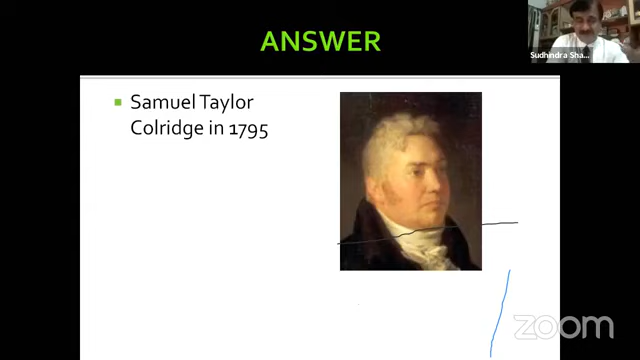 ANSWER
Sudhindra Sha...
Samuel Taylor
Colridge in 1795
zoom